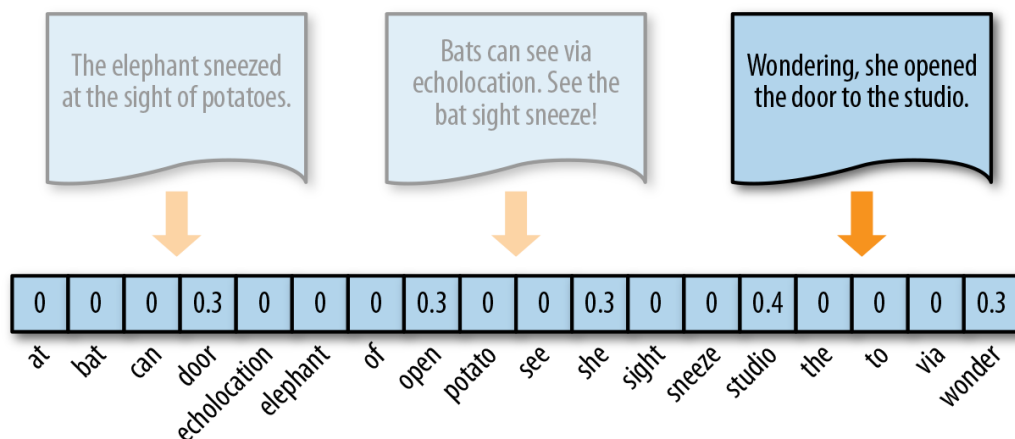 The elephant sneezed
at the sight of potatoes.
Bats can see via
echolocation. See the
bat sight sneeze!
Wondering, she opened
the door to the studio.
0 0 0 0.3 0 0 0 0.3 0 0 0.3 0 0 0.4 0 0 0 0.3
at bat can door echolocation elephant of open potato see she sight sneeze studio the to via wonder